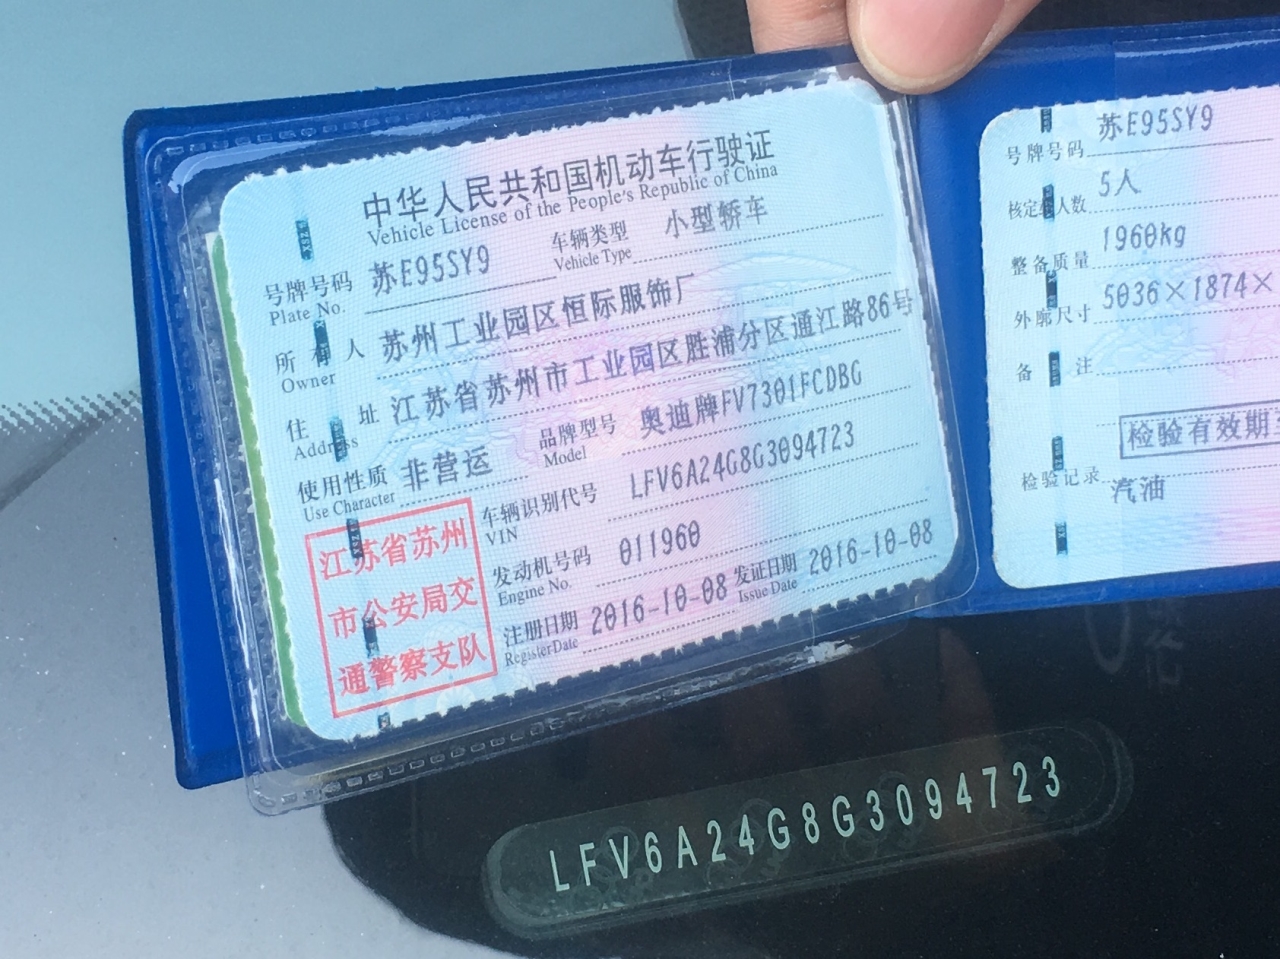 中华人民共和国机动车行驶证
Vehicle License of the People's Republic of China
号牌号码 苏E95SY9 车辆类型 小型轿车
Plate No. Vehicle Type
所有人 苏州工业园区恒际服饰厂
Owner
住址 江苏省苏州市工业园区胜浦分区通江路86号
Address
使用性质 非营运 品牌型号 奥迪牌FV7301FCDBG
Use Character Model
车辆识别代号 LFV6A24G8G3094723
VIN
发动机号码 011960
Engine No.
注册日期 2016-10-08 发证日期 2016-10-08
Register Date Issue Date
江苏省苏州
市公安局交
通警察支队
号牌号码 苏E95SY9
核定载人数 5人
整备质量 1960kg
外廓尺寸 5036×1874×
备注
检验有效期
检验记录
汽油
LFV6A24G8G3094723